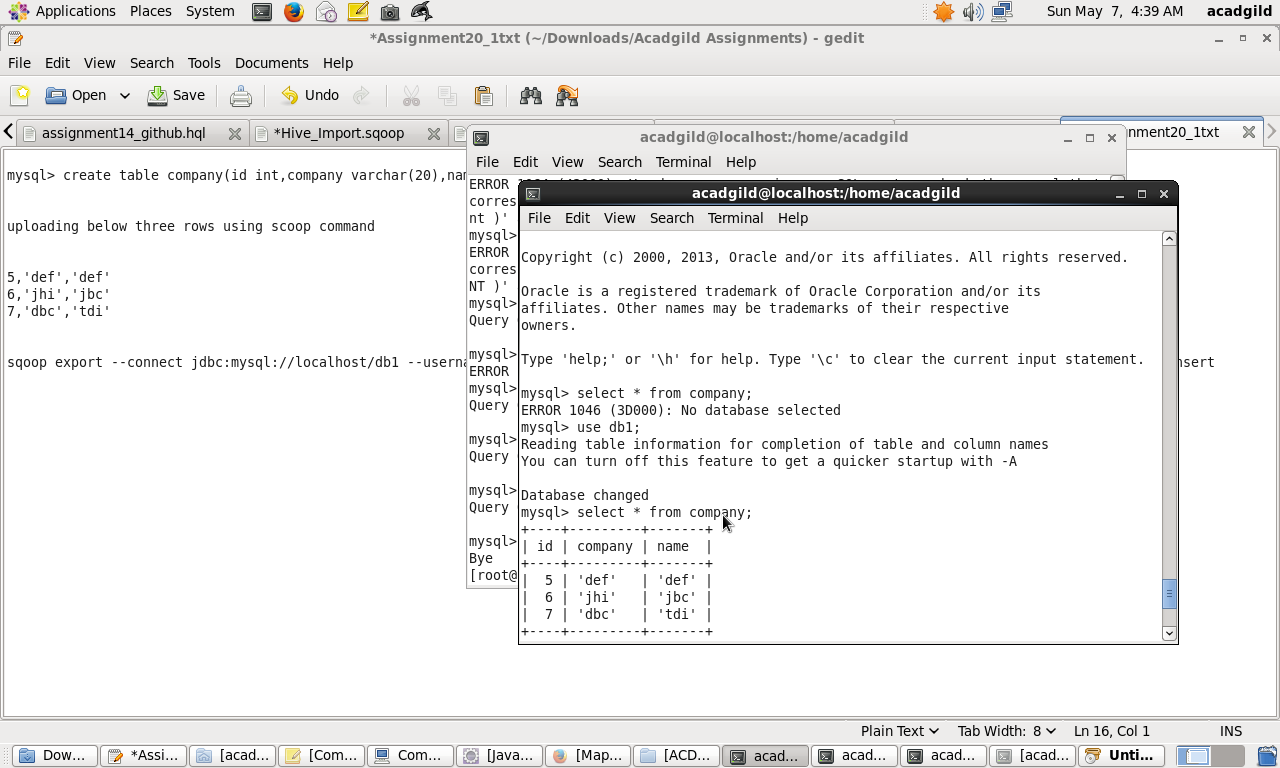 Applications Places System
Sun May 7, 4:39 AM acadgild
*Assignment20_1txt (~/Downloads/Acadgild Assignments) - gedit
File Edit View Search Tools Documents Help
Open Save Undo
assignment14_github.hql *Hive_Import.sqoop nment20_1txt
mysql> create table company(id int,company varchar(20),nam
uploading below three rows using scoop command
5,'def','def'
6,'jhi','jbc'
7,'dbc','tdi'
sqoop export --connect jdbc:mysql://localhost/db1 --userna
nsert
acadgild@localhost:/home/acadgild
File Edit View Search Terminal Help
ERROR
corres
nt )'
mysql>
ERROR
corres
NT )'
mysql>
Query
mysql>
ERROR
mysql>
Query
mysql>
Query
mysql>
Query
mysql>
Bye
[root@
acadgild@localhost:/home/acadgild
File Edit View Search Terminal Help
Copyright (c) 2000, 2013, Oracle and/or its affiliates. All rights reserved.
Oracle is a registered trademark of Oracle Corporation and/or its
affiliates. Other names may be trademarks of their respective
owners.
Type 'help;' or '\h' for help. Type '\c' to clear the current input statement.
mysql> select * from company;
ERROR 1046 (3D000): No database selected
mysql> use db1;
Reading table information for completion of table and column names
You can turn off this feature to get a quicker startup with -A
Database changed
mysql> select * from company;
+----+---------+-------+
| id | company | name  |
+----+---------+-------+
|  5 | 'def'   | 'def' |
|  6 | 'jhi'   | 'jbc' |
|  7 | 'dbc'   | 'tdi' |
+----+---------+-------+
Plain Text Tab Width: 8 Ln 16, Col 1 INS
Dow... *Assi... [acad... [Com... Com... [Java... [Map... [ACD... acad... acad... acad... [acad... Unti...